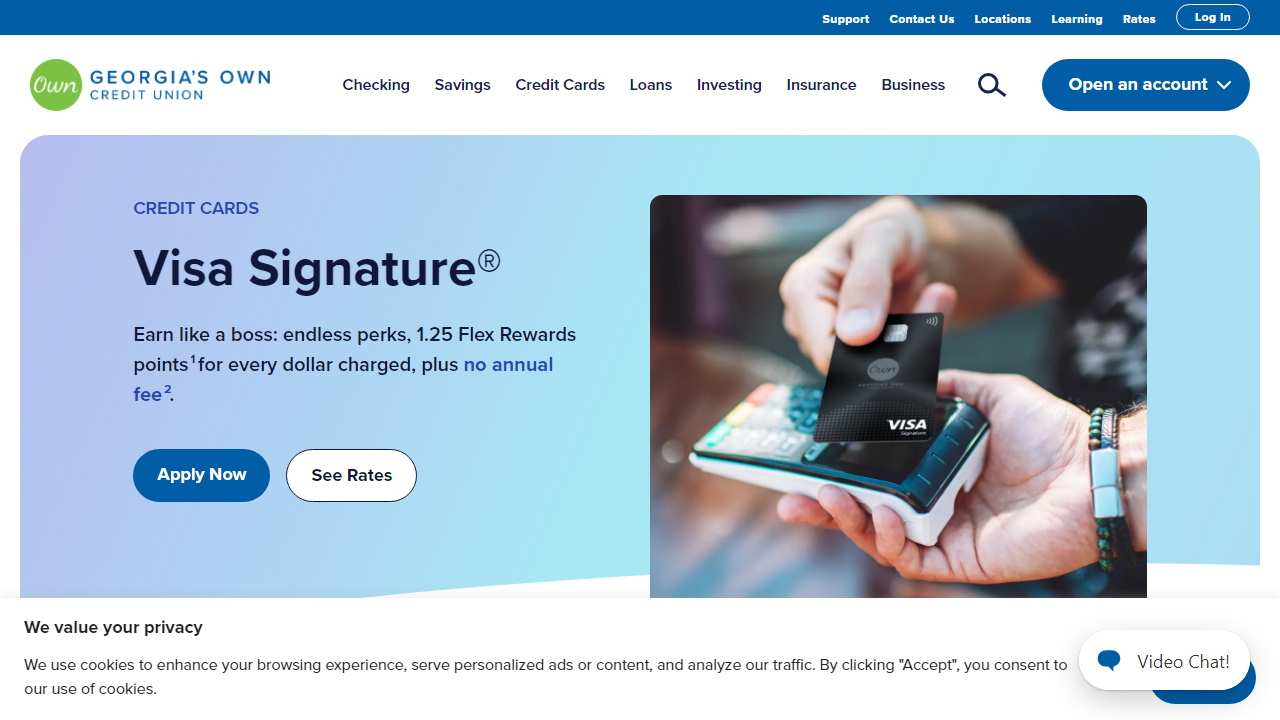 Support Contact Us Locations Learning Rates Log In
Own GEORGIA'S OWN
CREDIT UNION
Checking Savings Credit Cards Loans Investing Insurance Business Open an account
CREDIT CARDS
Visa Signature®
Earn like a boss: endless perks, 1.25 Flex Rewards
points¹ for every dollar charged, plus no annual
fee².
Apply Now See Rates
Own
GEORGIA'S OWN
VISA
Signature
We value your privacy
We use cookies to enhance your browsing experience, serve personalized ads or content, and analyze our traffic. By clicking "Accept", you consent to
our use of cookies.
Video Chat!